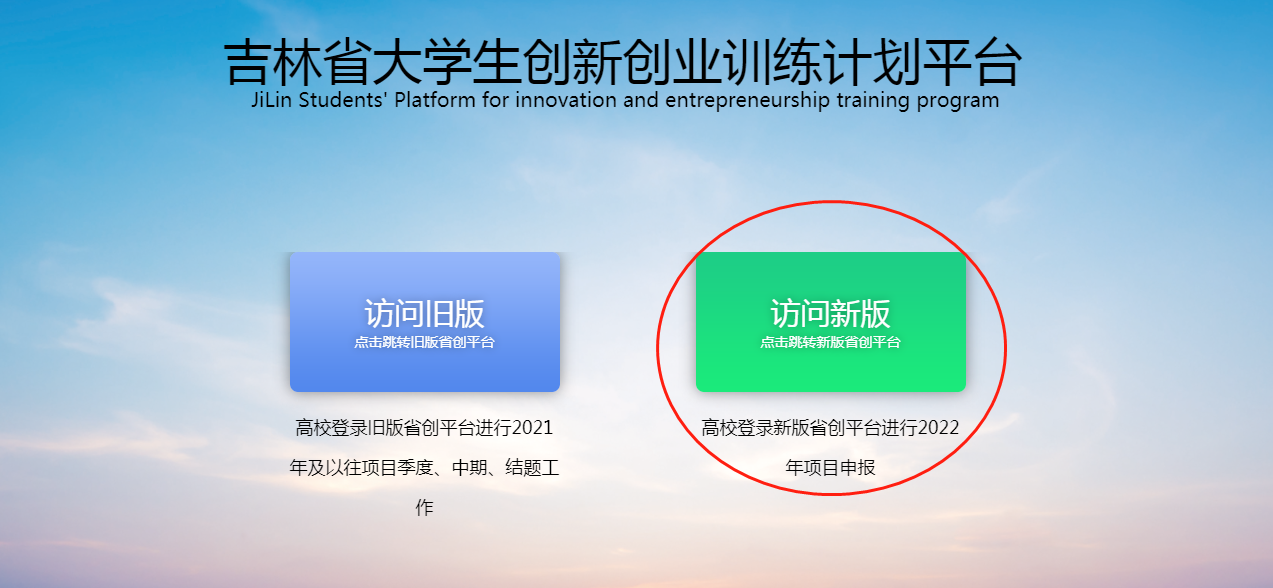 吉林省大学生创新创业训练计划平台
JiLin Students' Platform for innovation and entrepreneurship training program
访问旧版
点击跳转旧版省创平台
高校登录旧版省创平台进行2021
年及以往项目季度、中期、结题工
作
访问新版
点击跳转新版省创平台
高校登录新版省创平台进行2022
年项目申报